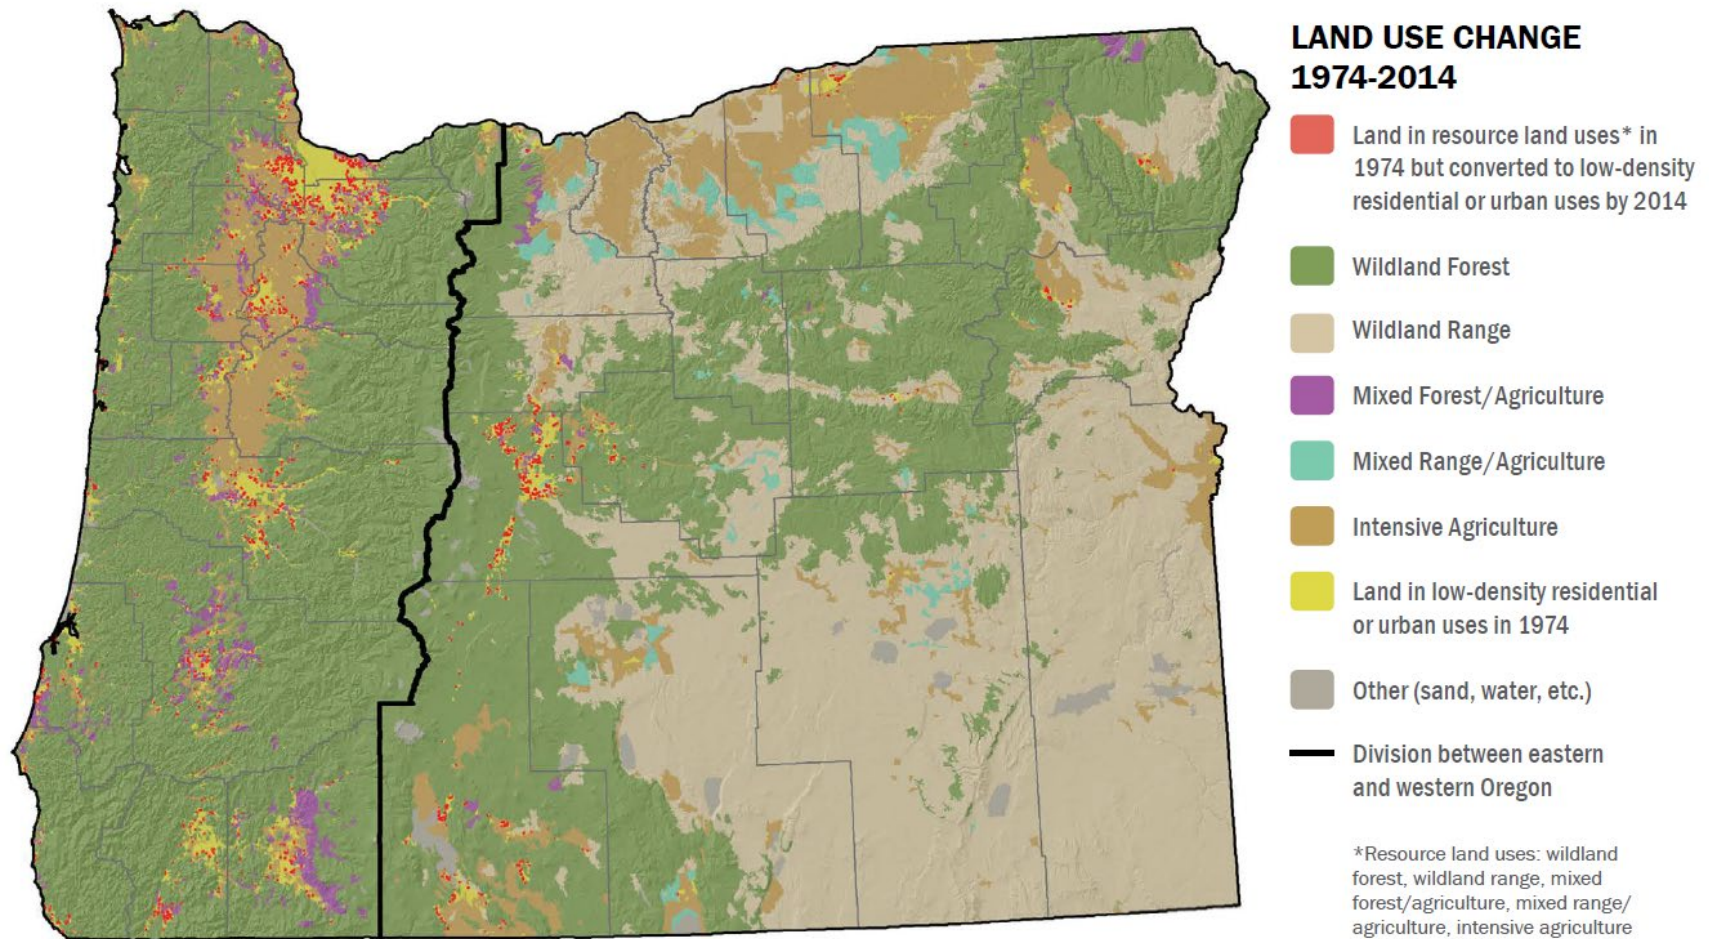 LAND USE CHANGE
1974-2014
Land in resource land uses* in
1974 but converted to low-density
residential or urban uses by 2014
Wildland Forest
Wildland Range
Mixed Forest/Agriculture
Mixed Range/Agriculture
Intensive Agriculture
Land in low-density residential
or urban uses in 1974
Other (sand, water, etc.)
Division between eastern
and western Oregon
*Resource land uses: wildland
forest, wildland range, mixed
forest/agriculture, mixed range/
agriculture, intensive agriculture